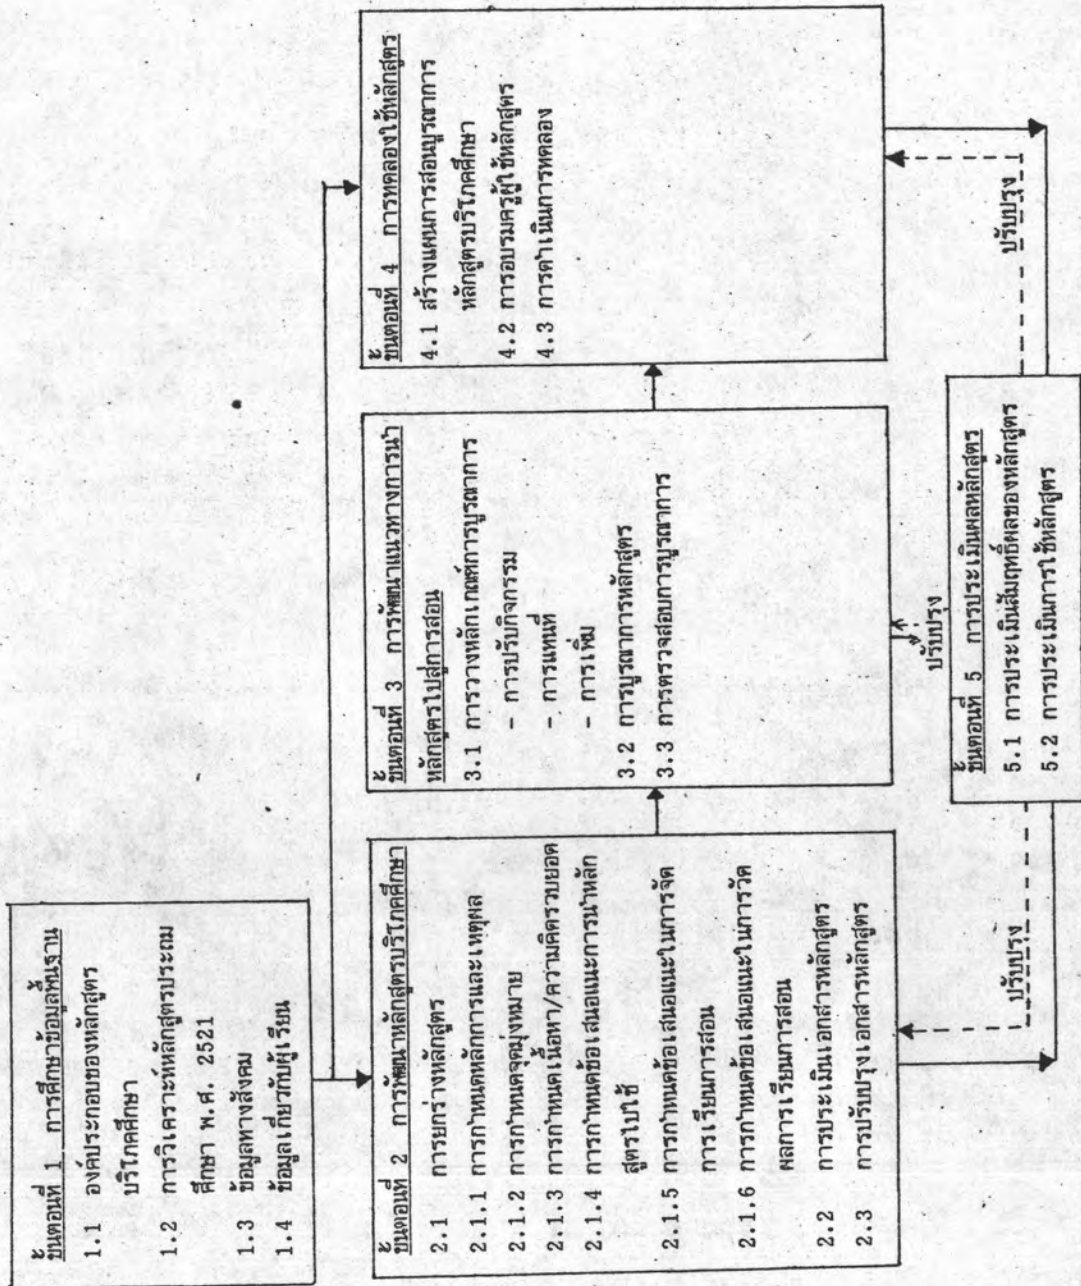 ขั้นตอนที่ 1 การศึกษาข้อมูลพื้นฐาน
1.1 องค์ประกอบของหลักสูตร
บริโภคศึกษา
1.2 การวิเคราะห์หลักสูตรประถม
ศึกษา พ.ศ. 2521
1.3 ข้อมูลทางสังคม
1.4 ข้อมูลเกี่ยวกับผู้เรียน
ขั้นตอนที่ 2 การพัฒนาหลักสูตรบริโภคศึกษา
2.1 การยกร่างหลักสูตร
2.1.1 การกำหนดหลักการและเหตุผล
2.1.2 การกำหนดจุดมุ่งหมาย
2.1.3 การกำหนดเนื้อหา/ความคิดรวบยอด
2.1.4 การกำหนดข้อเสนอแนะการนำหลัก
สูตรไปใช้
2.1.5 การกำหนดข้อเสนอแนะในการจัด
การเรียนการสอน
2.1.6 การกำหนดข้อเสนอแนะในการวัด
ผลการเรียนการสอน
2.2 การประเมินเอกสารหลักสูตร
2.3 การปรับปรุงเอกสารหลักสูตร
ขั้นตอนที่ 3 การพัฒนาแนวทางการนำ
หลักสูตรไปสู่การสอน
3.1 การวางหลักเกณฑ์การบูรณาการ
- การปรับกิจกรรม
- การแทนที่
- การเพิ่ม
3.2 การบูรณาการหลักสูตร
3.3 การตรวจสอบการบูรณาการ
ขั้นตอนที่ 4 การทดลองใช้หลักสูตร
4.1 สร้างแผนการสอนบูรณาการ
หลักสูตรบริโภคศึกษา
4.2 การอบรมครูผู้ใช้หลักสูตร
4.3 การดำเนินการทดลอง
ปรับปรุง
ปรับปรุง
ปรับปรุง
ขั้นตอนที่ 5 การประเมินผลหลักสูตร
5.1 การประเมินสัมฤทธิ์ผลของหลักสูตร
5.2 การประเมินการใช้หลักสูตร